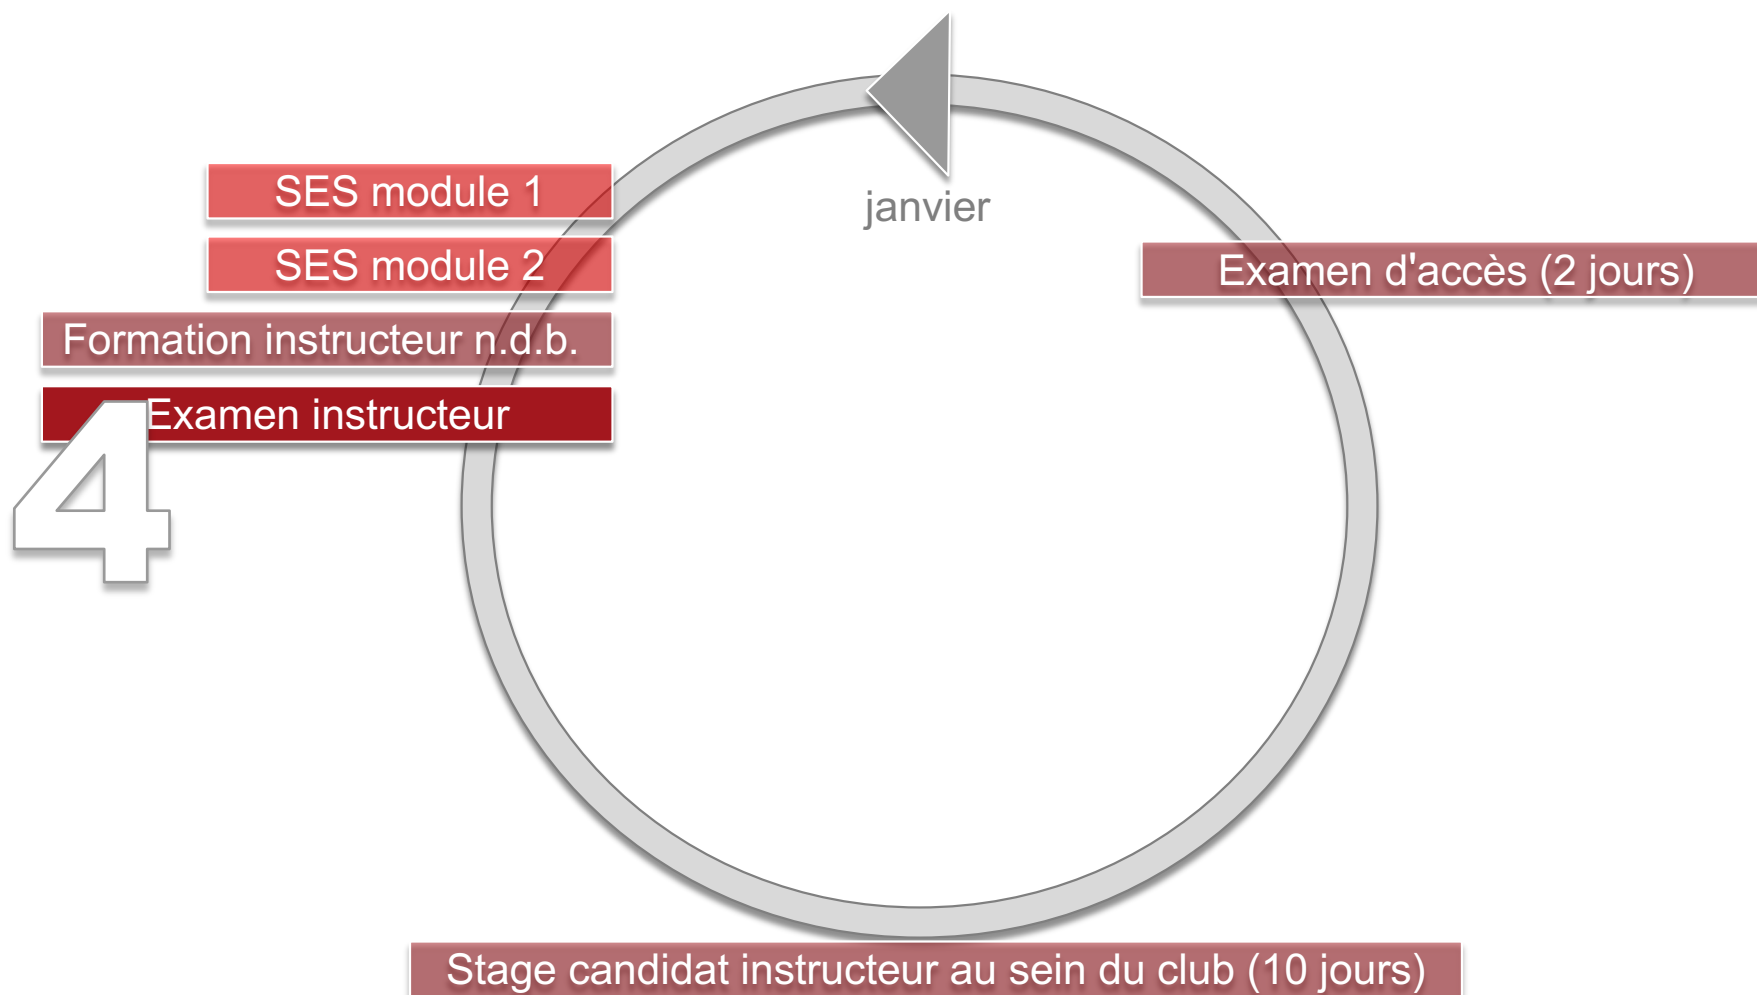 janvier
SES module 1
SES module 2
Formation instructeur n.d.b.
Examen instructeur
4
Examen d'accès (2 jours)
Stage candidat instructeur au sein du club (10 jours)